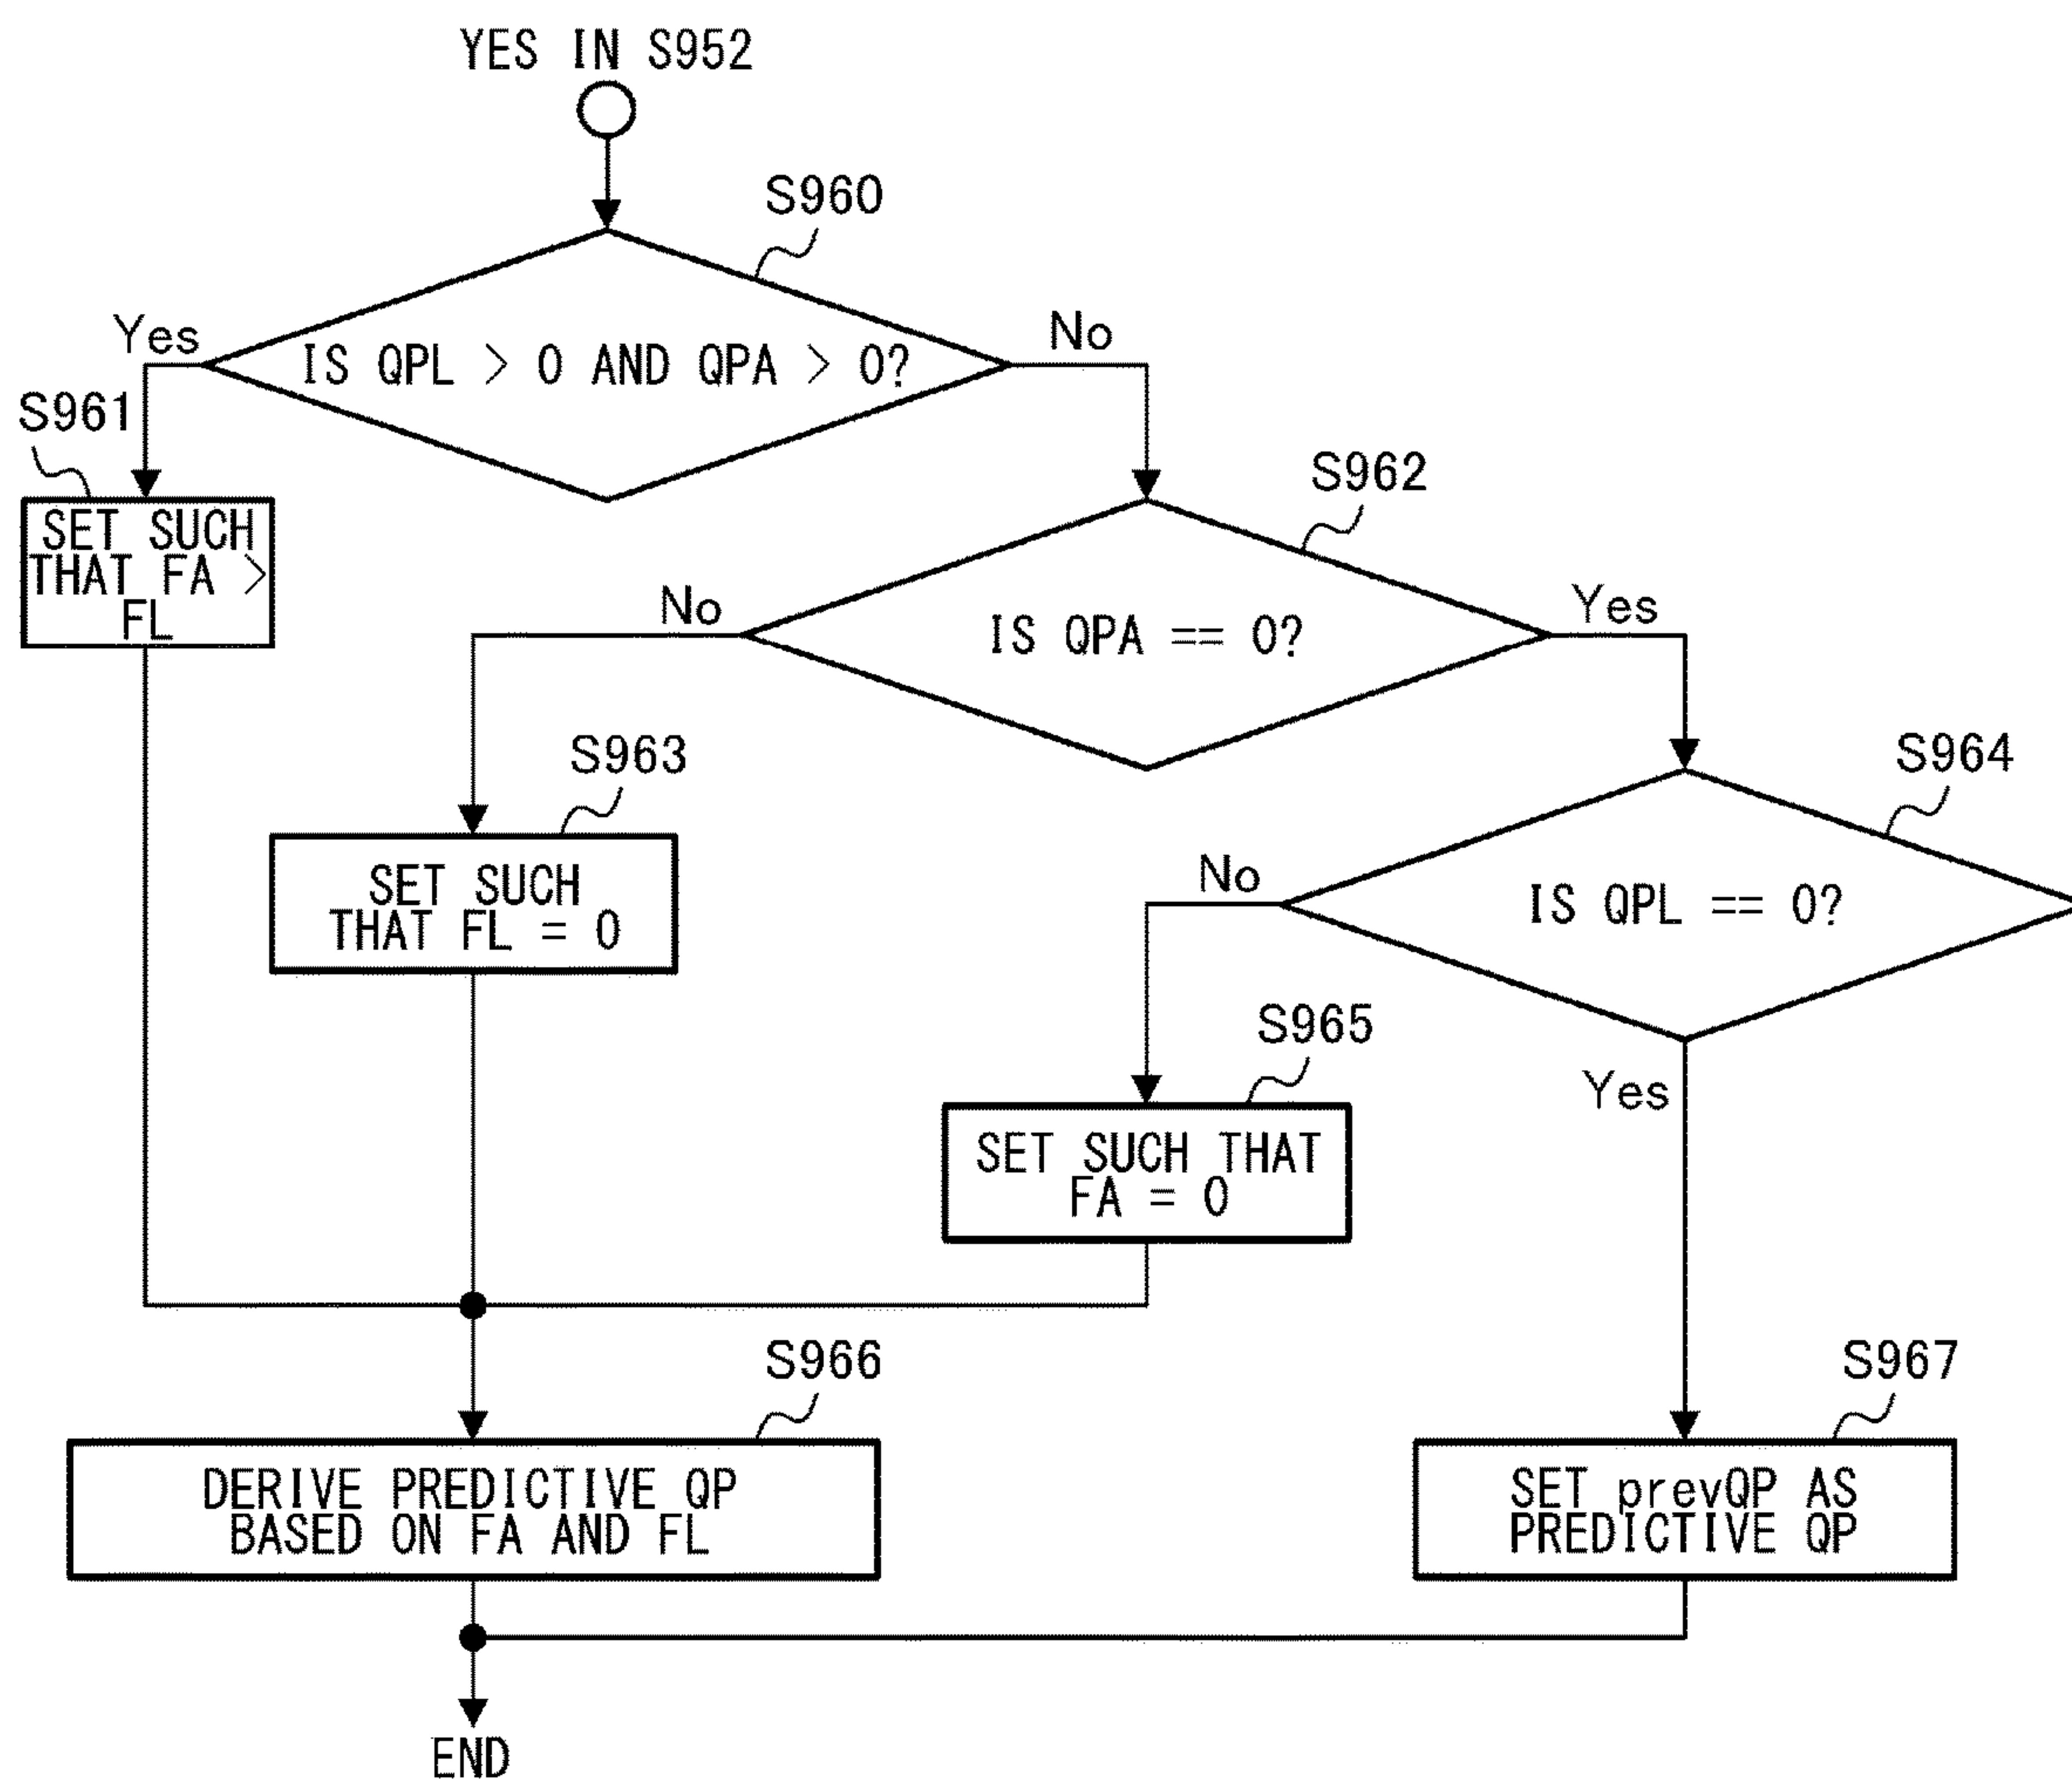 YES IN S952
S960
Yes
IS QPL > 0 AND QPA > 0?
No
S961
SET SUCH
THAT FA >
FL
S962
No
IS QPA == 0?
Yes
S963
SET SUCH
THAT FL = 0
S964
No
IS QPL == 0?
Yes
S965
SET SUCH THAT
FA = 0
S966
DERIVE PREDICTIVE QP
BASED ON FA AND FL
S967
SET prevQP AS
PREDICTIVE QP
END